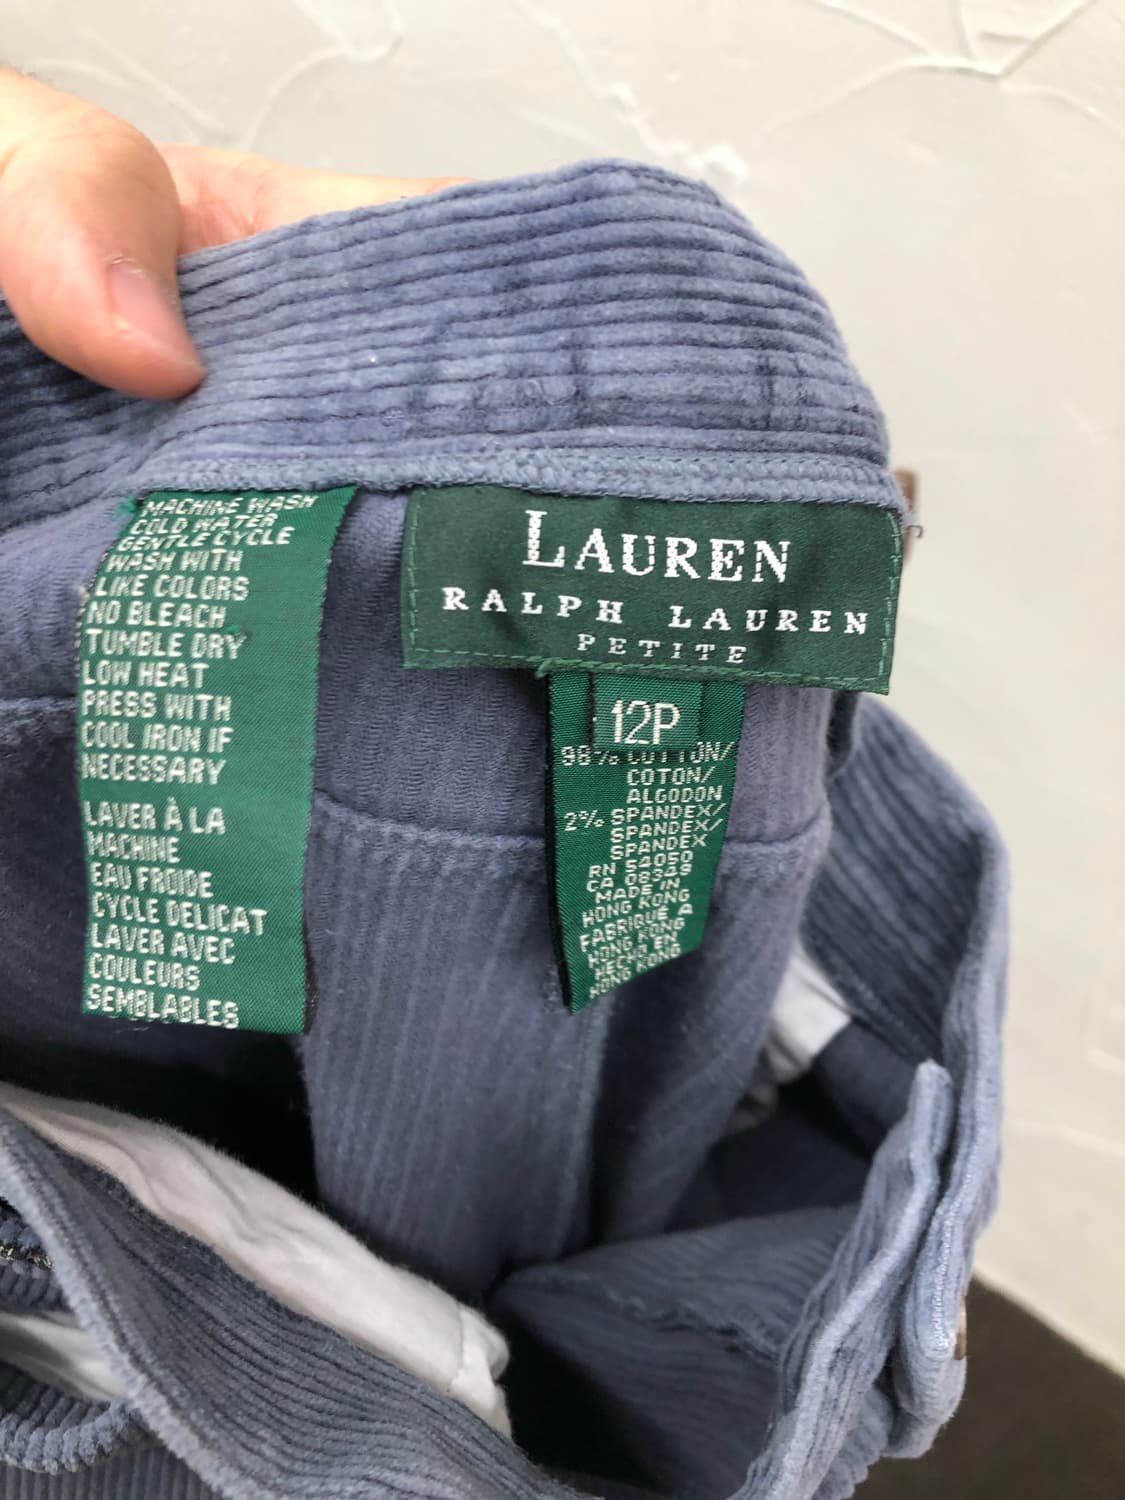 MACHINE WASH
COLD WATER
GENTLE CYCLE
WASH WITH
LIKE COLORS
NO BLEACH
TUMBLE DRY
LOW HEAT
PRESS WITH
COOL IRON IF
NECESSARY
LAVER À LA
MACHINE
EAU FROIDE
CYCLE DELICAT
LAVER AVEC
COULEURS
SEMBLABLES
LAUREN
RALPH LAUREN
PETITE
12P
98% COTTON/
COTON/
ALGODON
2% SPANDEX/
SPANDEX/
SPANDEX
RN 54050
CA 08349
MADE IN
HONG KONG
FABRIQUÉ A
HONG KONG
HECHO EN
HONG KONG